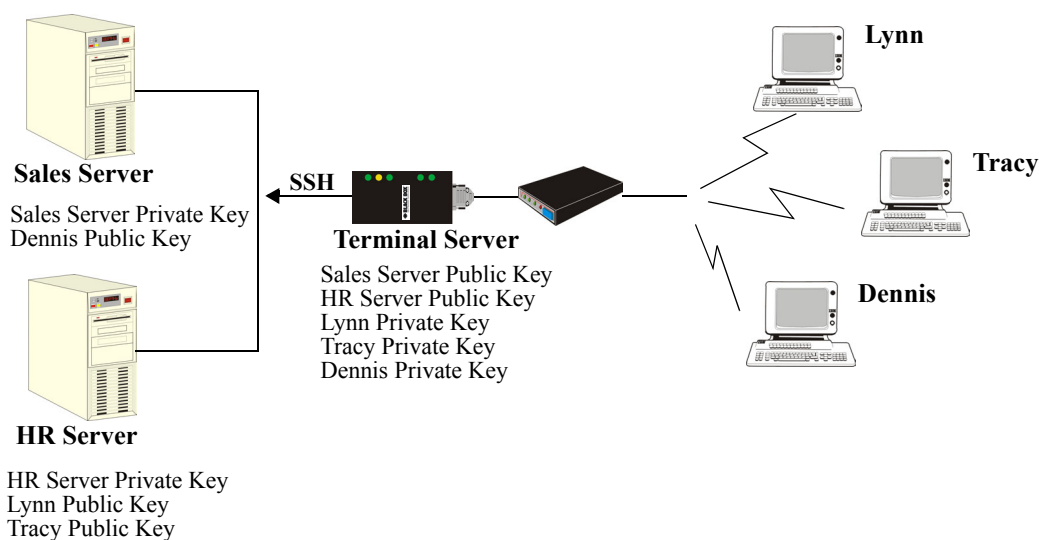 Lynn
Tracy
Dennis
Sales Server
Sales Server Private Key
Dennis Public Key
SSH
BLACK BOX
Terminal Server
Sales Server Public Key
HR Server Public Key
Lynn Private Key
Tracy Private Key
Dennis Private Key
HR Server
HR Server Private Key
Lynn Public Key
Tracy Public Key